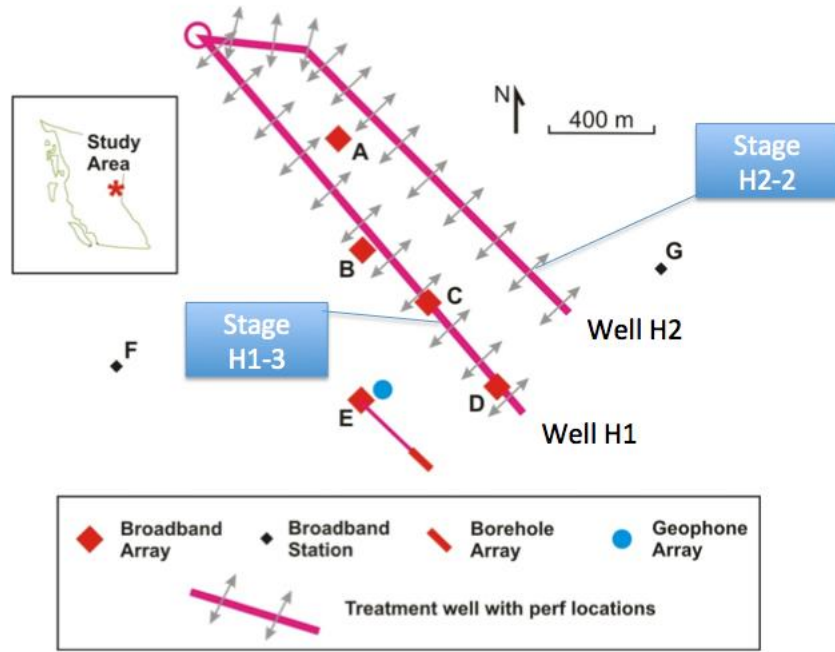 N
400 m
Study
Area
*
A
Stage
H2-2
B
G
C
Stage
H1-3
Well H2
F
D
E
Well H1
Broadband
Array
Broadband
Station
Borehole
Array
Geophone
Array
Treatment well with perf locations